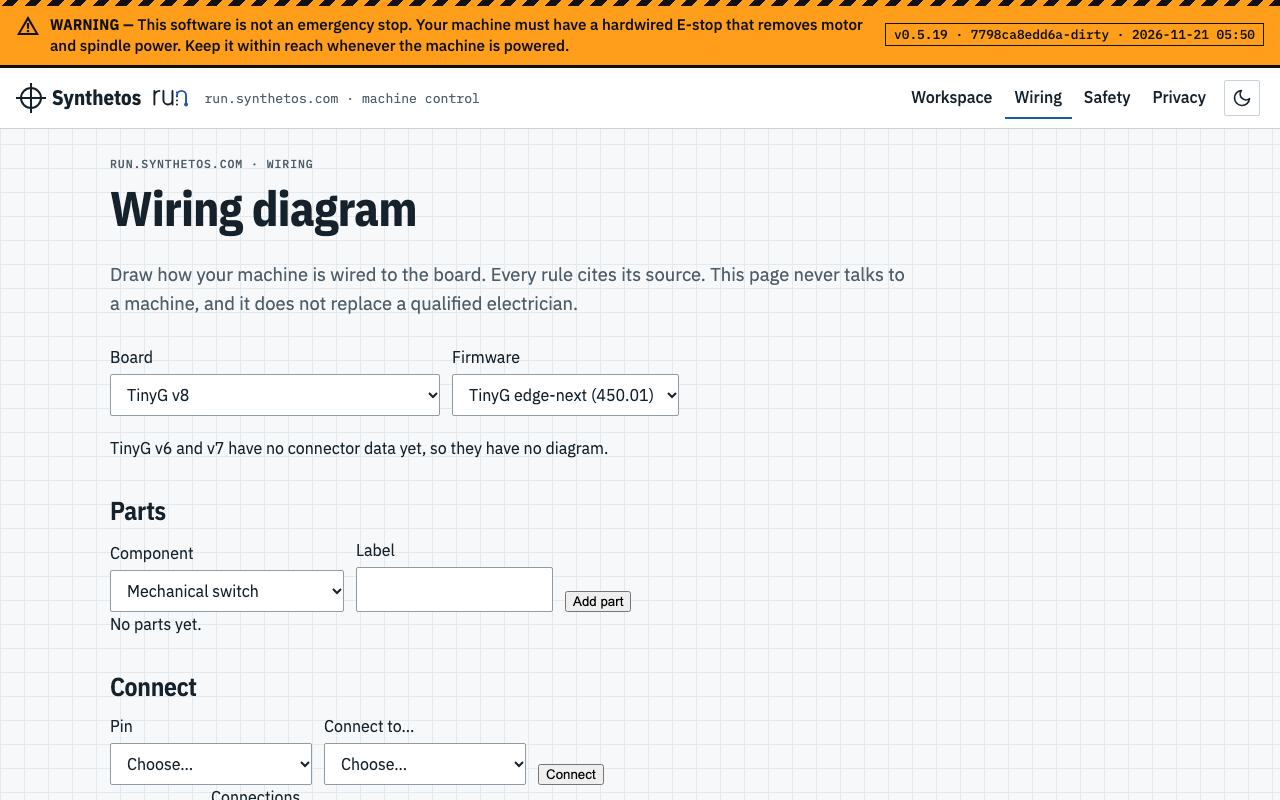 WARNING — This software is not an emergency stop. Your machine must have a hardwired E-stop that removes motor
and spindle power. Keep it within reach whenever the machine is powered.
v0.5.19 · 7798ca8edd6a-dirty · 2026-11-21 05:50
Synthetos run run.synthetos.com · machine control
Workspace Wiring Safety Privacy
RUN.SYNTHETOS.COM · WIRING
Wiring diagram
Draw how your machine is wired to the board. Every rule cites its source. This page never talks to
a machine, and it does not replace a qualified electrician.
Board Firmware
TinyG v8 TinyG edge-next (450.01)
TinyG v6 and v7 have no connector data yet, so they have no diagram.
Parts
Component Label
Mechanical switch Add part
No parts yet.
Connect
Pin Connect to...
Choose... Choose... Connect
Connections